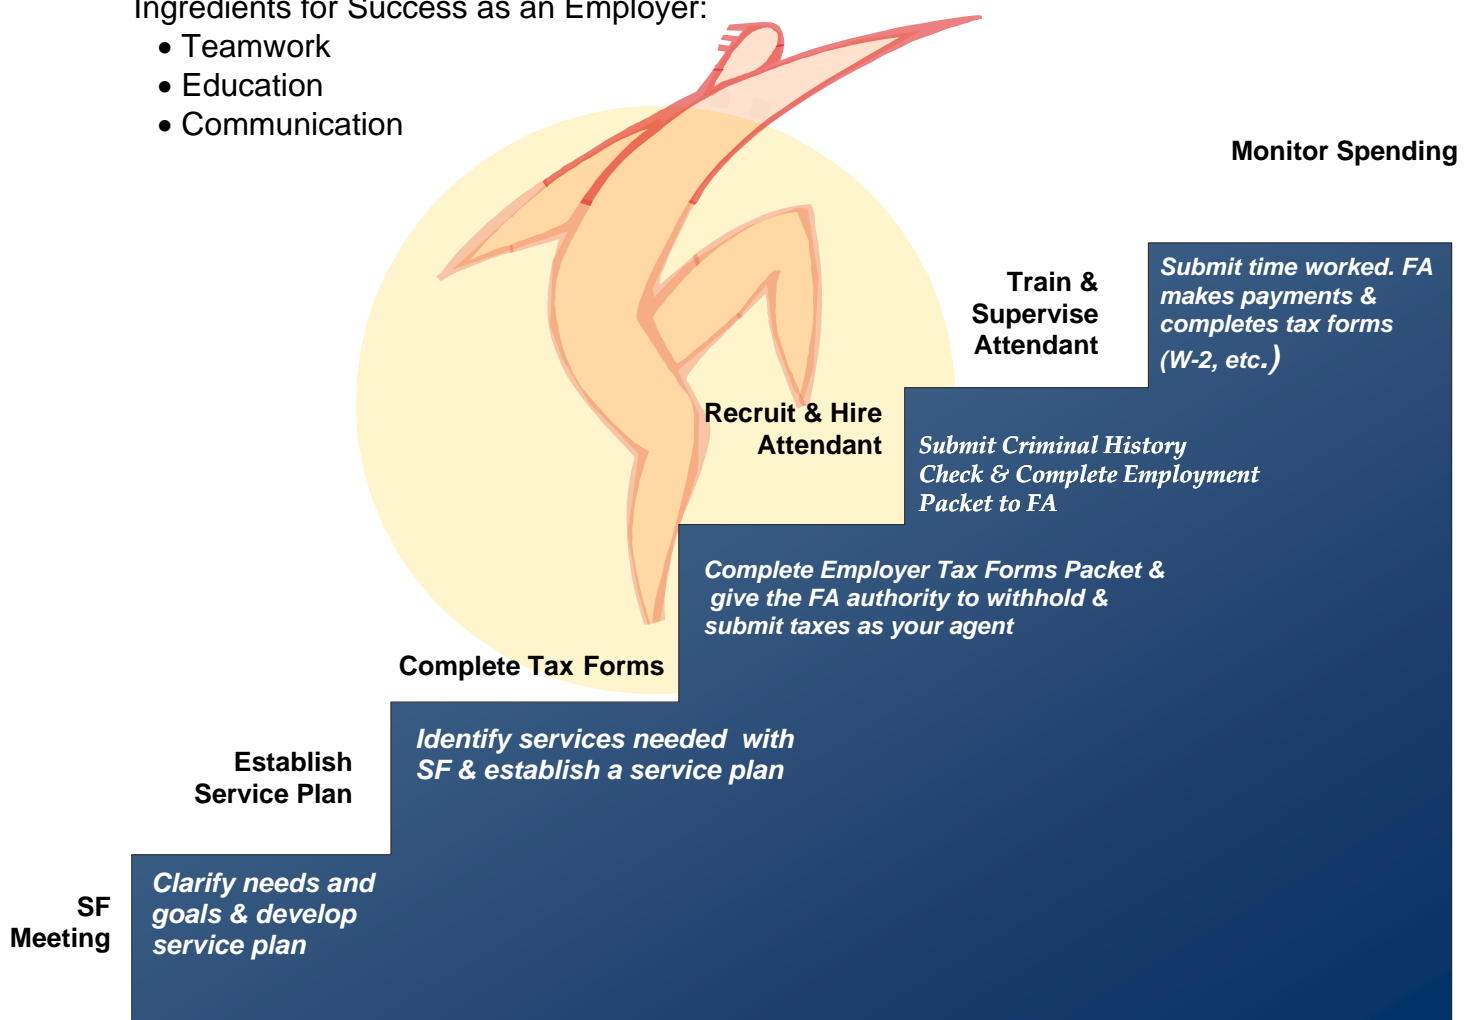 Ingredients for Success as an Employer:
• Teamwork
• Education
• Communication
Monitor Spending
Submit time worked. FA
makes payments &
completes tax forms
(W-2, etc.)
Train &
Supervise
Attendant
Recruit & Hire
Attendant
Submit Criminal History
Check & Complete Employment
Packet to FA
Complete Employer Tax Forms Packet &
give the FA authority to withhold &
submit taxes as your agent
Complete Tax Forms
Identify services needed with
SF & establish a service plan
Establish
Service Plan
Clarify needs and
goals & develop
service plan
SF
Meeting